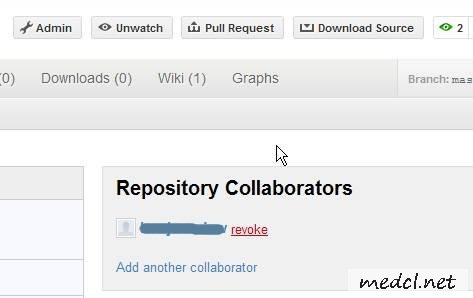 Admin Unwatch Pull Request Download Source 2
(0) Downloads (0) Wiki (1) Graphs Branch: mas
Repository Collaborators
revoke
Add another collaborator
medcl.net